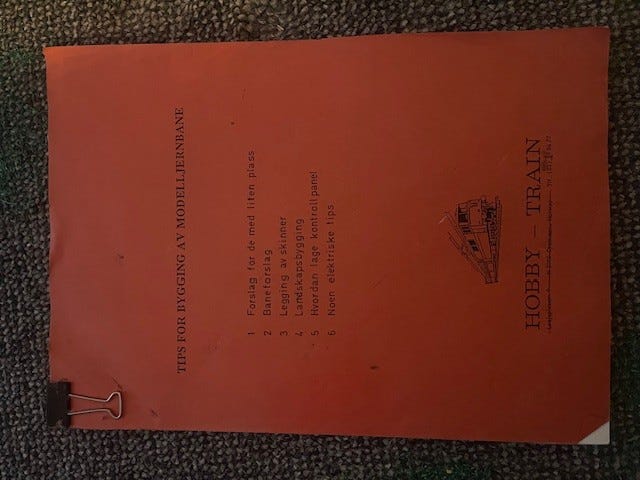 TIPS FOR BYGGING AV MODELLJERNBANE
1 Forslag for de med liten plass
2 Baneforslag
3 Legging av skinner
4 Landskapsbygging
5 Hvordan lage kontrollpanel
6 Noen elektriske tips
HOBBY – TRAIN